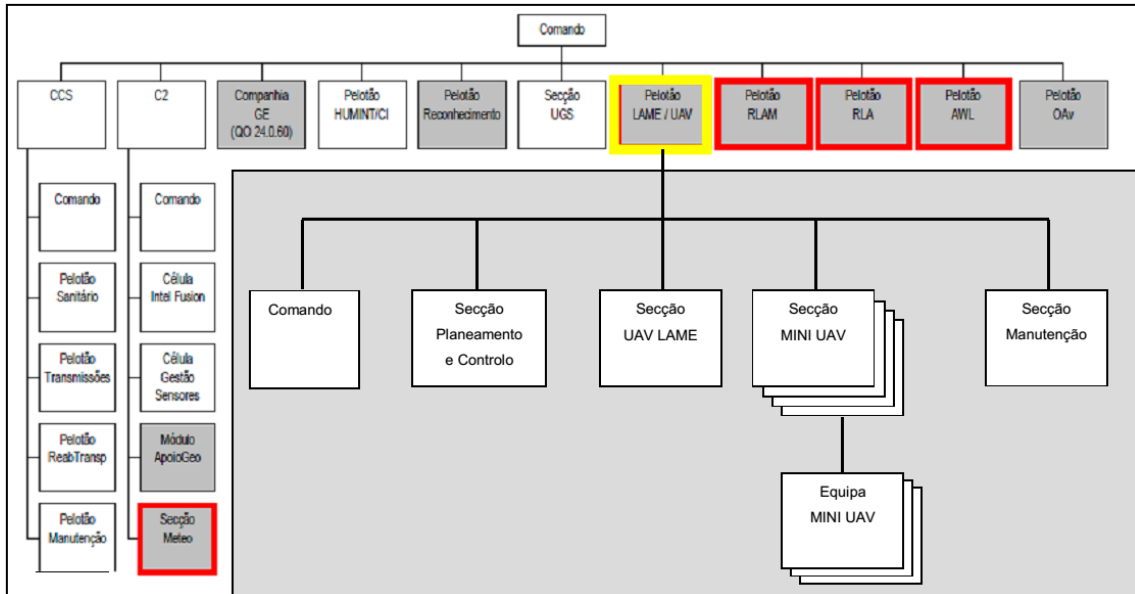 Comando
CCS
C2
Companhia
GE
(QO 24.0.60)
Pelotão
HUMINT/CI
Pelotão
Reconhecimento
Secção
UGS
Pelotão
LAME / UAV
Pelotão
RLAM
Pelotão
RLA
Pelotão
AWL
Pelotão
OAv
Comando
Pelotão
Sanitário
Pelotão
Transmissões
Pelotão
ReabTransp
Pelotão
Manutenção
Comando
Célula
Intel Fusion
Célula
Gestão
Sensores
Módulo
ApoioGeo
Secção
Meteo
Comando
Secção
Planeamento
e Controlo
Secção
UAV LAME
Secção
MINI UAV
Secção
Manutenção
Equipa
MINI UAV